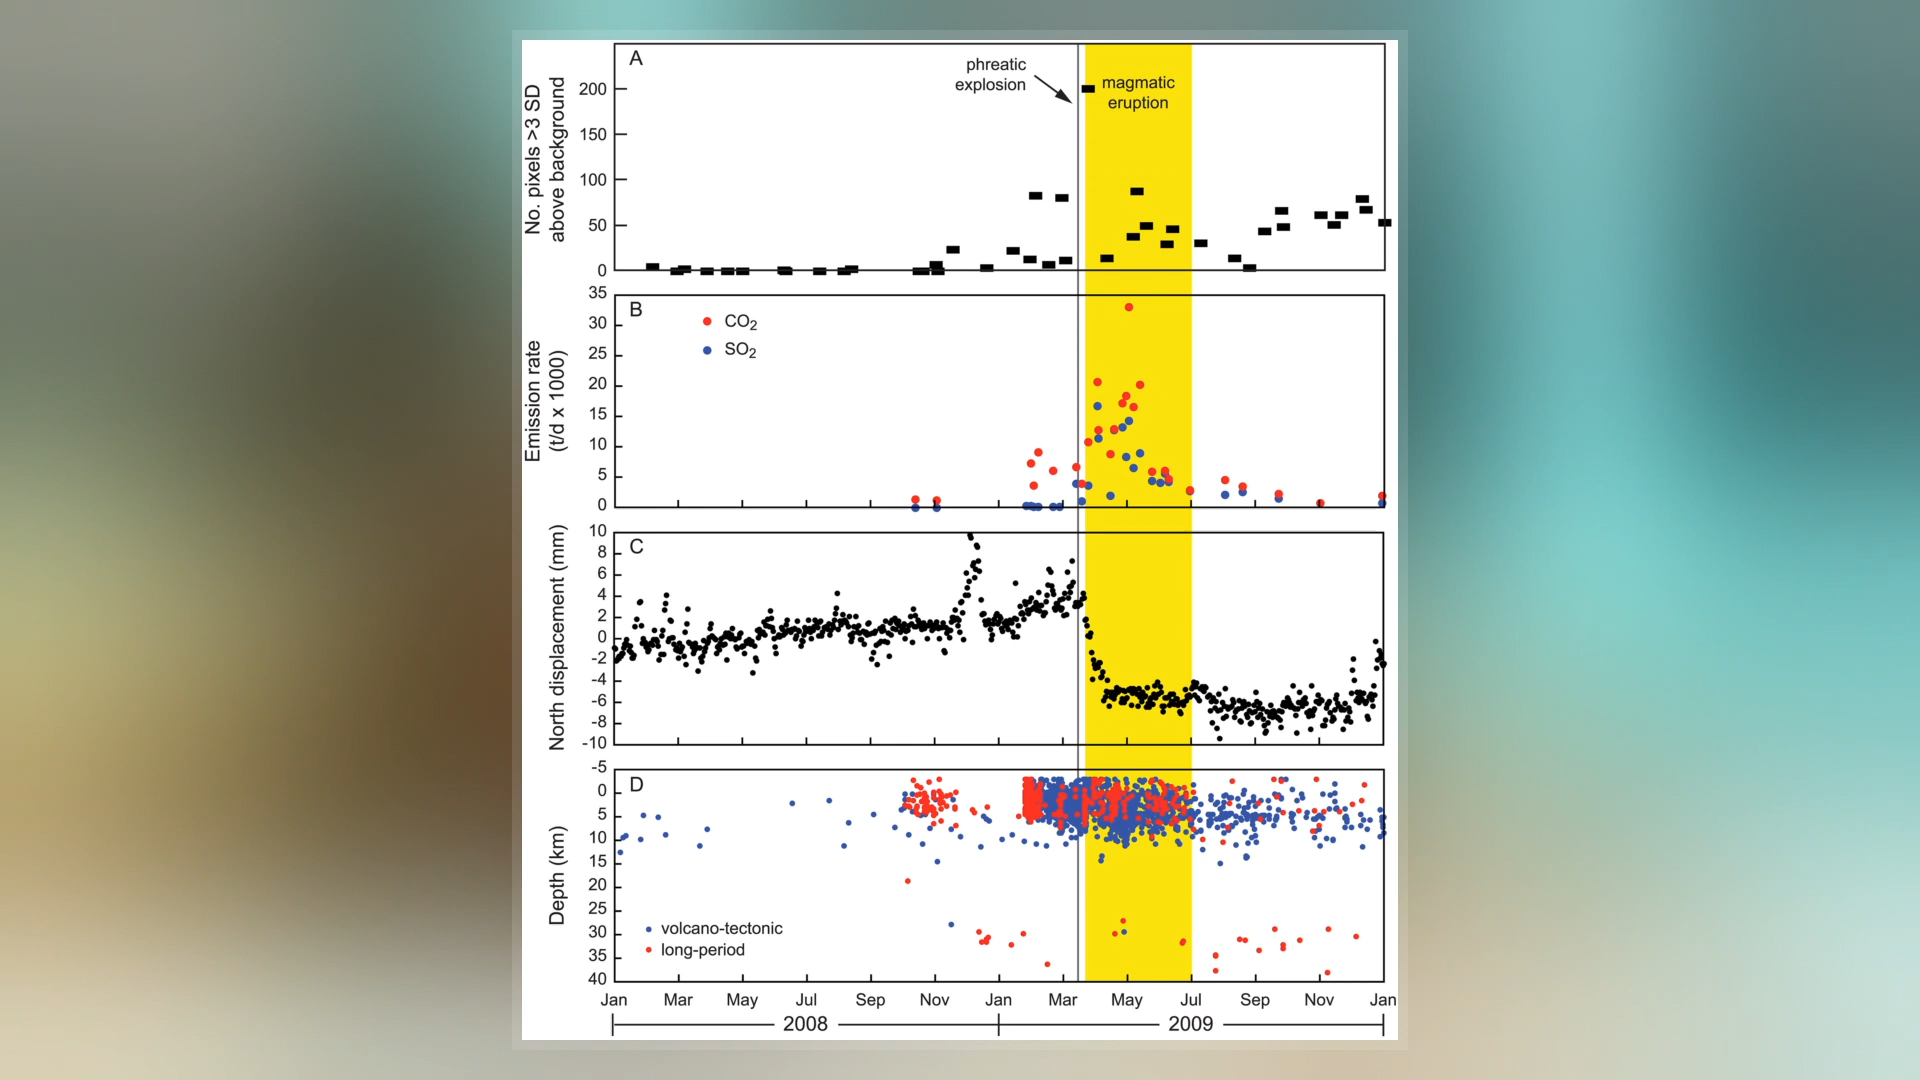 A
phreatic
explosion
magmatic
eruption
No. pixels >3 SD
above background
200
150
100
50
0
B
CO2
SO2
Emission rate
(t/d x 1000)
35
30
25
20
15
10
5
0
C
North displacement (mm)
10
8
6
4
2
0
-2
-4
-6
-8
-10
D
Depth (km)
-5
0
5
10
15
20
25
30
35
40
volcano-tectonic
long-period
Jan Mar May Jul Sep Nov Jan Mar May Jul Sep Nov Jan
2008 2009